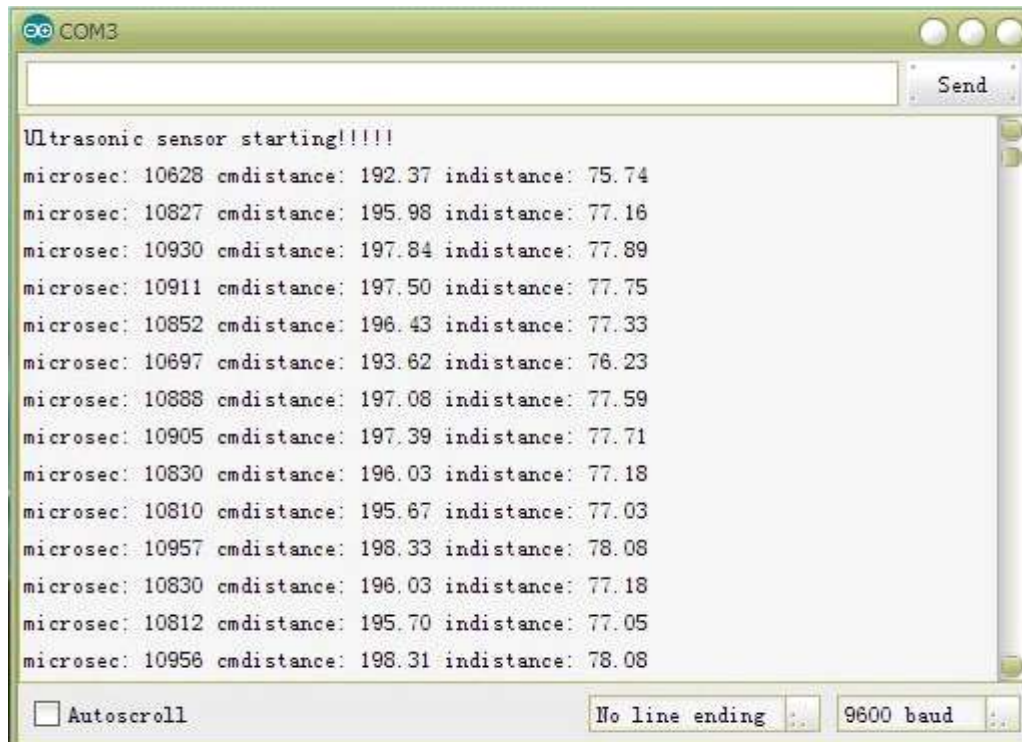 COM3
Send
Ultrasonic sensor starting!!!!!
microsec: 10628 cmdistance: 192.37 indistance: 75.74
microsec: 10827 cmdistance: 195.98 indistance: 77.16
microsec: 10930 cmdistance: 197.84 indistance: 77.89
microsec: 10911 cmdistance: 197.50 indistance: 77.75
microsec: 10852 cmdistance: 196.43 indistance: 77.33
microsec: 10697 cmdistance: 193.62 indistance: 76.23
microsec: 10888 cmdistance: 197.08 indistance: 77.59
microsec: 10905 cmdistance: 197.39 indistance: 77.71
microsec: 10830 cmdistance: 196.03 indistance: 77.18
microsec: 10810 cmdistance: 195.67 indistance: 77.03
microsec: 10957 cmdistance: 198.33 indistance: 78.08
microsec: 10830 cmdistance: 196.03 indistance: 77.18
microsec: 10812 cmdistance: 195.70 indistance: 77.05
microsec: 10956 cmdistance: 198.31 indistance: 78.08
Autoscroll No line ending 9600 baud